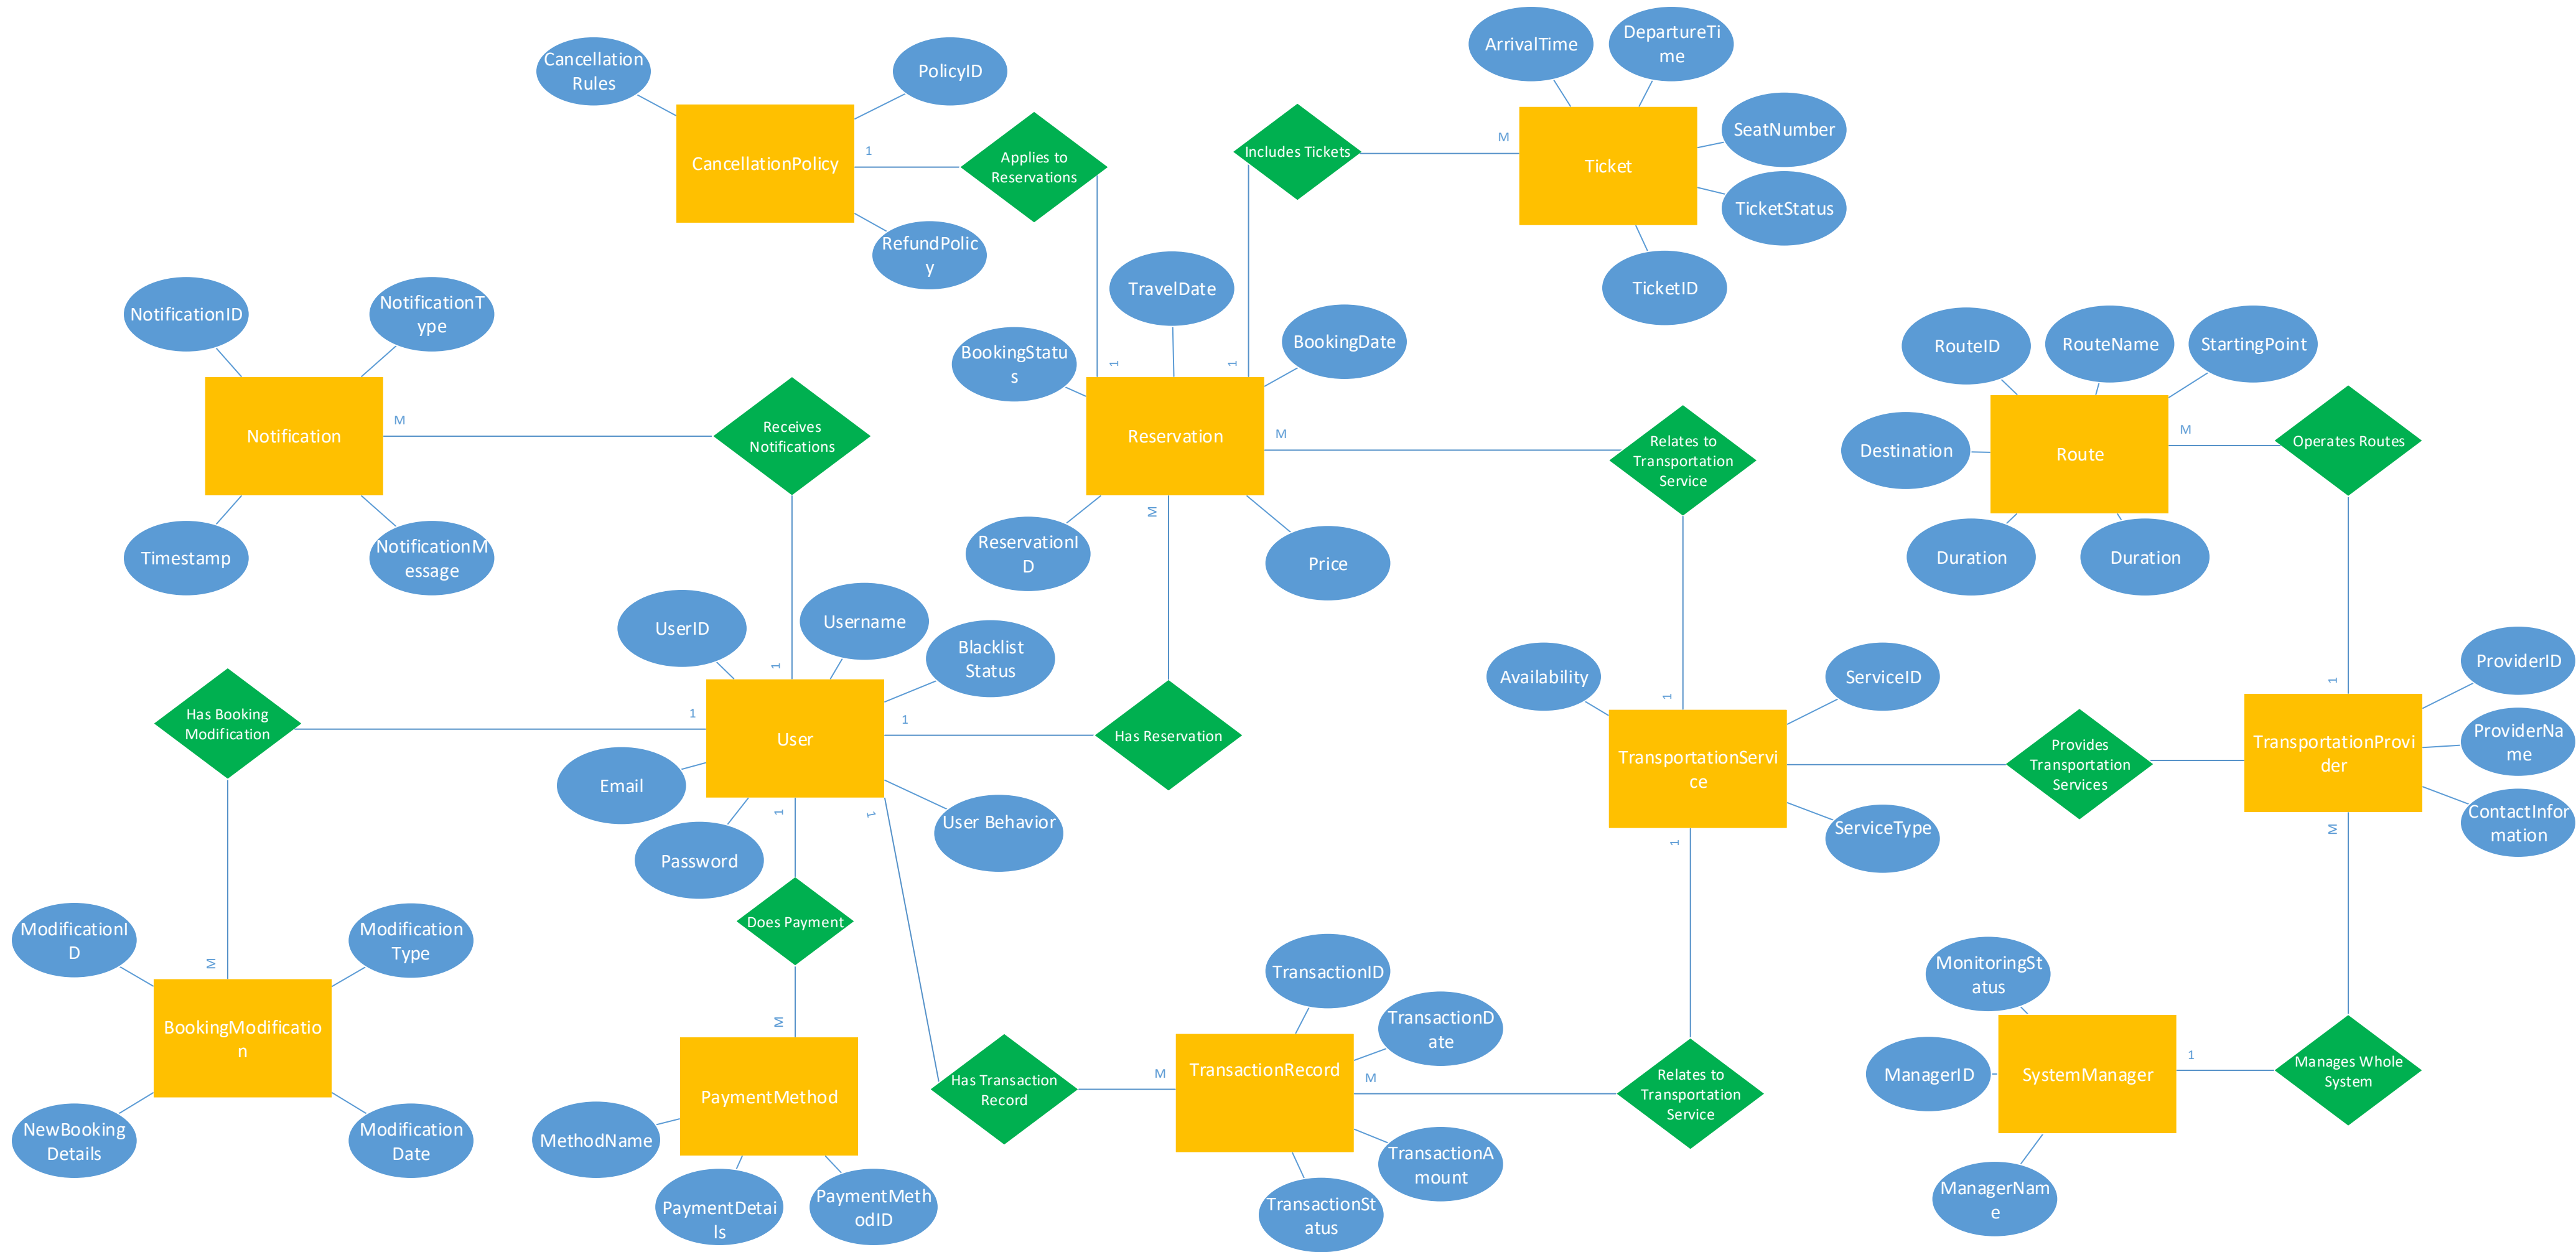 ArrivalTime
DepartureTi
me
Cancellation
Rules
PolicyID
SeatNumber
CancellationPolicy
1
Applies to
Reservations
Includes Tickets
M
Ticket
TicketStatus
RefundPolic
y
TravelDate
TicketID
NotificationID
NotificationT
ype
BookingStatu
s
1
1
BookingDate
RouteID
RouteName
StartingPoint
Notification
M
Receives
Notifications
Reservation
M
Relates to
Transportation
Service
Destination
Route
M
Operates Routes
Timestamp
NotificationM
essage
M
ReservationI
D
Price
Duration
Duration
UserID
Username
Blacklist
Status
1
Availability
ServiceID
1
1
ProviderID
Has Booking
Modification
1
User
1
Has Reservation
TransportationServi
ce
Provides
Transportation
Services
TransportationProvi
der
ProviderNa
me
Email
Password
1
1
User Behavior
ServiceType
1
M
ContactInfor
mation
Does Payment
ModificationI
D
Modification
Type
M
BookingModificatio
n
NewBooking
Details
Modification
Date
M
PaymentMethod
MethodName
PaymentDetai
ls
PaymentMeth
odID
Has Transaction
Record
M
TransactionID
TransactionD
ate
TransactionRecord
M
TransactionA
mount
TransactionSt
atus
Relates to
Transportation
Service
MonitoringSt
atus
ManagerID
SystemManager
1
Manages Whole
System
ManagerNam
e